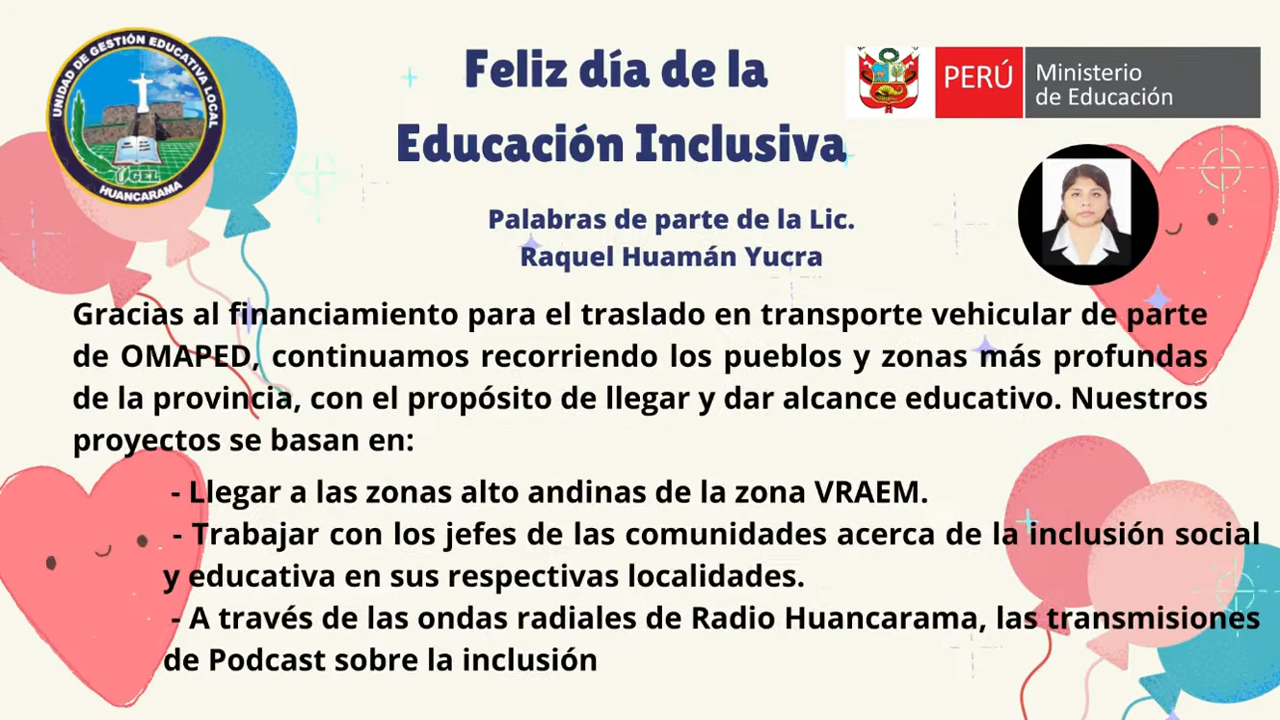 UNIDAD DE GESTIÓN EDUCATIVA LOCAL
UGEL
HUANCARAMA
Feliz día de la
Educación Inclusiva
PERÚ
Ministerio
de Educación
Palabras de parte de la Lic.
Raquel Huamán Yucra
Gracias al financiamiento para el traslado en transporte vehicular de parte
de OMAPED, continuamos recorriendo los pueblos y zonas más profundas
de la provincia, con el propósito de llegar y dar alcance educativo. Nuestros
proyectos se basan en:
- Llegar a las zonas alto andinas de la zona VRAEM.
- Trabajar con los jefes de las comunidades acerca de la inclusión social
y educativa en sus respectivas localidades.
- A través de las ondas radiales de Radio Huancarama, las transmisiones
de Podcast sobre la inclusión